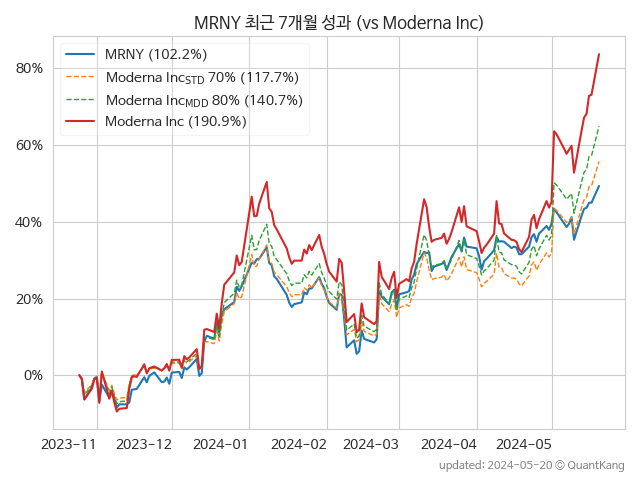 MRNY 최근 7개월 성과 (vs Moderna Inc)
MRNY (102.2%)
Moderna Inc_STD 70% (117.7%)
Moderna Inc_MDD 80% (140.7%)
Moderna Inc (190.9%)
80%
60%
40%
20%
0%
2023-11 2023-12 2024-01 2024-02 2024-03 2024-04 2024-05
updated: 2024-05-20 © QuantKang